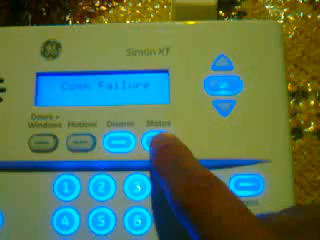 GE
Simon XT
Comm Failure
Doors + Windows
Motions
Disarm
Status
1 2 3
4 5 6